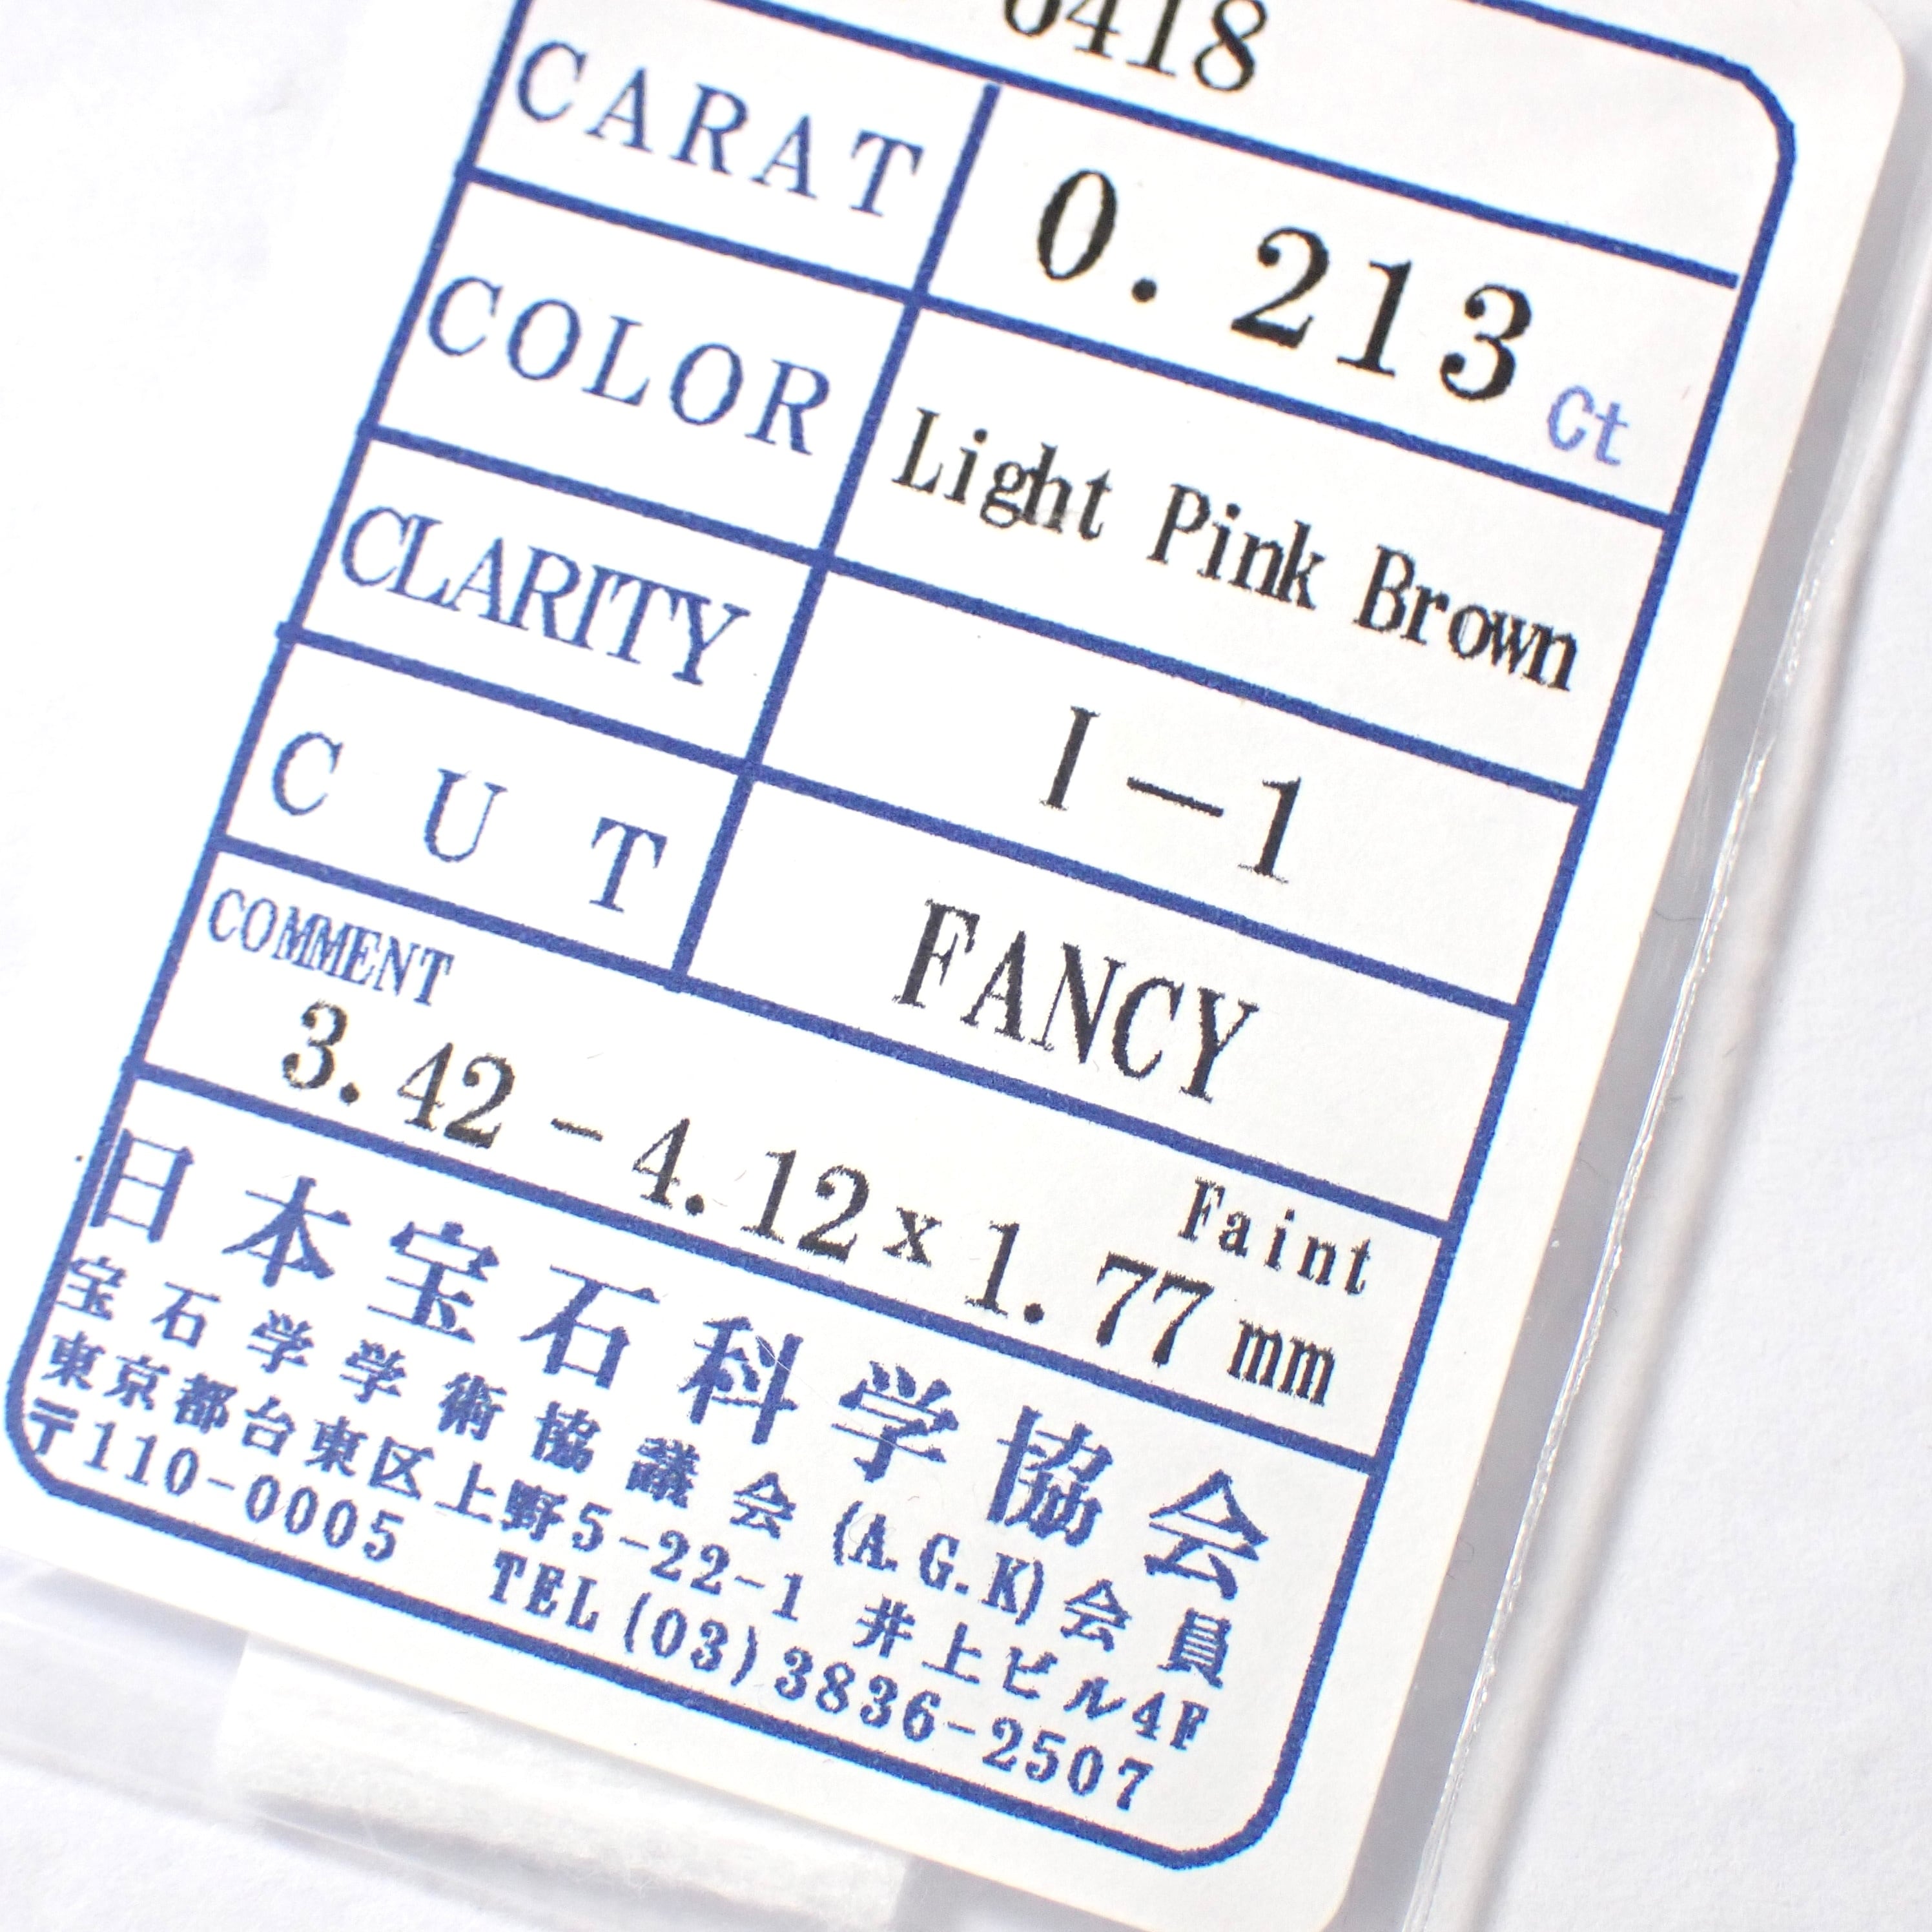 0418
CARAT 0.213 Ct
COLOR Light Pink Brown
CLARITY I-1
CUT FANCY
COMMENT
Faint
3.42-4.12x1.77mm
日本宝石科学協会
宝石学学術協議会(A.G.K)会員
東京都台東区上野5-22-1 井上ビル4F
〒110-0005 TEL(03)3836-2507